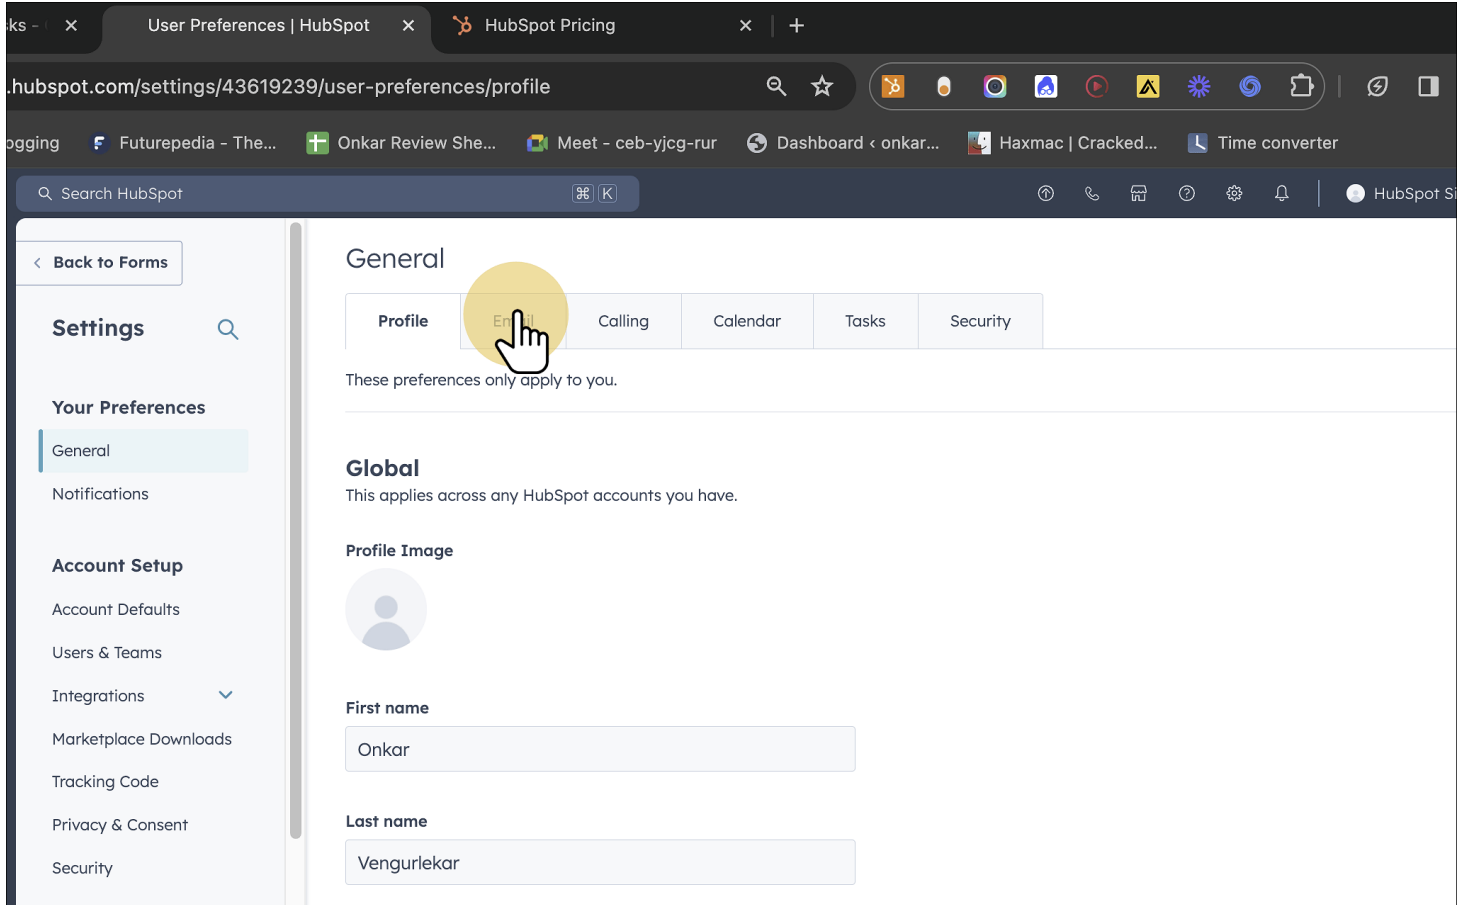 sks -
User Preferences | HubSpot
HubSpot Pricing
.hubspot.com/settings/43619239/user-preferences/profile
ogging
Futurepedia - The...
Onkar Review She...
Meet - ceb-yjcg-rur
Dashboard ‹ onkar...
Haxmac | Cracked...
Time converter
Search HubSpot
⌘ K
HubSpot Si
Back to Forms
Settings
Your Preferences
General
Notifications
Account Setup
Account Defaults
Users & Teams
Integrations
Marketplace Downloads
Tracking Code
Privacy & Consent
Security
General
Profile
Email
Calling
Calendar
Tasks
Security
These preferences only apply to you.
Global
This applies across any HubSpot accounts you have.
Profile Image
First name
Onkar
Last name
Vengurlekar